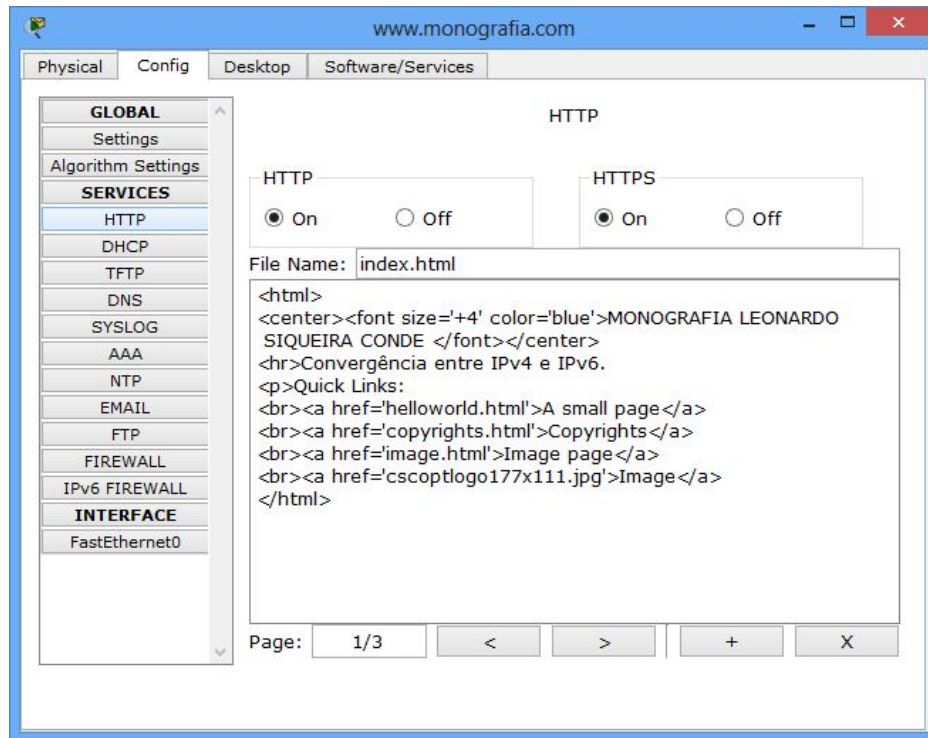 www.monografia.com
Physical
Config
Desktop
Software/Services
GLOBAL
Settings
Algorithm Settings
SERVICES
HTTP
DHCP
TFTP
DNS
SYSLOG
AAA
NTP
EMAIL
FTP
FIREWALL
IPv6 FIREWALL
INTERFACE
FastEthernet0
HTTP
HTTP
On
Off
HTTPS
On
Off
File Name: index.html
<html>
<center><font size='+4' color='blue'>MONOGRAFIA LEONARDO
SIQUEIRA CONDE </font></center>
<hr>Convergência entre IPv4 e IPv6.
<p>Quick Links:
<br><a href='helloworld.html'>A small page</a>
<br><a href='copyrights.html'>Copyrights</a>
<br><a href='image.html'>Image page</a>
<br><a href='cscoptlogo177x111.jpg'>Image</a>
</html>
Page: 1/3 < > + X